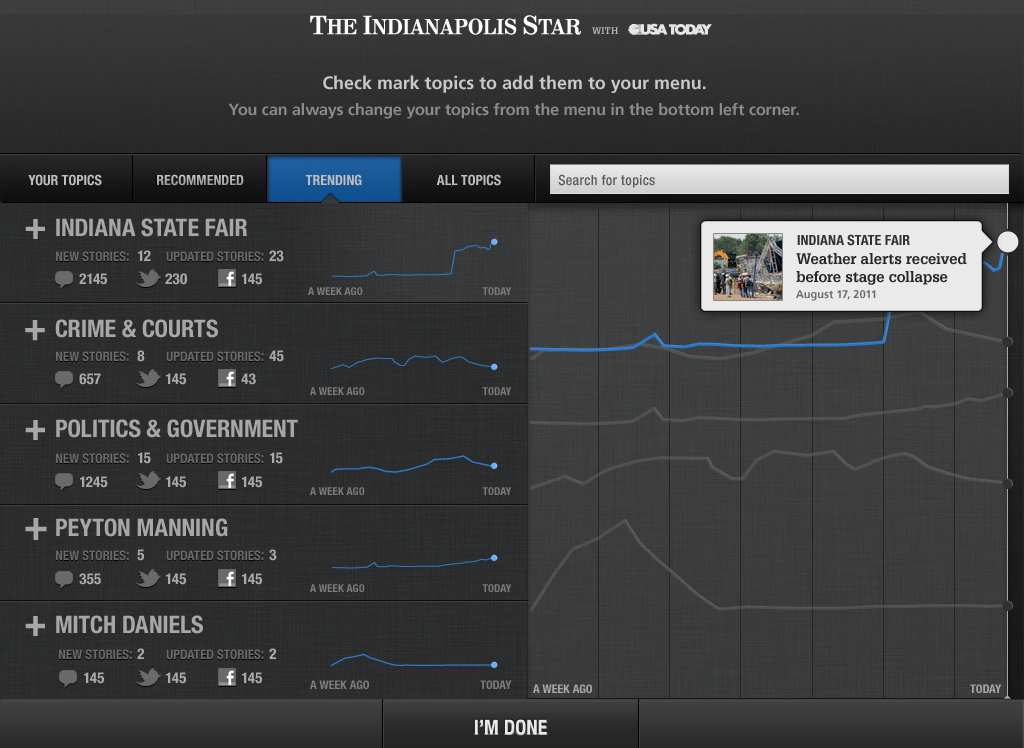 THE INDIANAPOLIS STAR WITH USA TODAY
Check mark topics to add them to your menu.
You can always change your topics from the menu in the bottom left corner.
YOUR TOPICS RECOMMENDED TRENDING ALL TOPICS Search for topics
+ INDIANA STATE FAIR
NEW STORIES: 12 UPDATED STORIES: 23
2145 230 f 145
A WEEK AGO TODAY
+ CRIME & COURTS
NEW STORIES: 8 UPDATED STORIES: 45
657 145 f 43
A WEEK AGO TODAY
+ POLITICS & GOVERNMENT
NEW STORIES: 15 UPDATED STORIES: 15
1245 145 f 145
A WEEK AGO TODAY
+ PEYTON MANNING
NEW STORIES: 5 UPDATED STORIES: 3
355 145 f 145
A WEEK AGO TODAY
+ MITCH DANIELS
NEW STORIES: 2 UPDATED STORIES: 2
145 145 f 145
A WEEK AGO TODAY
INDIANA STATE FAIR
Weather alerts received
before stage collapse
August 17, 2011
A WEEK AGO TODAY
I'M DONE